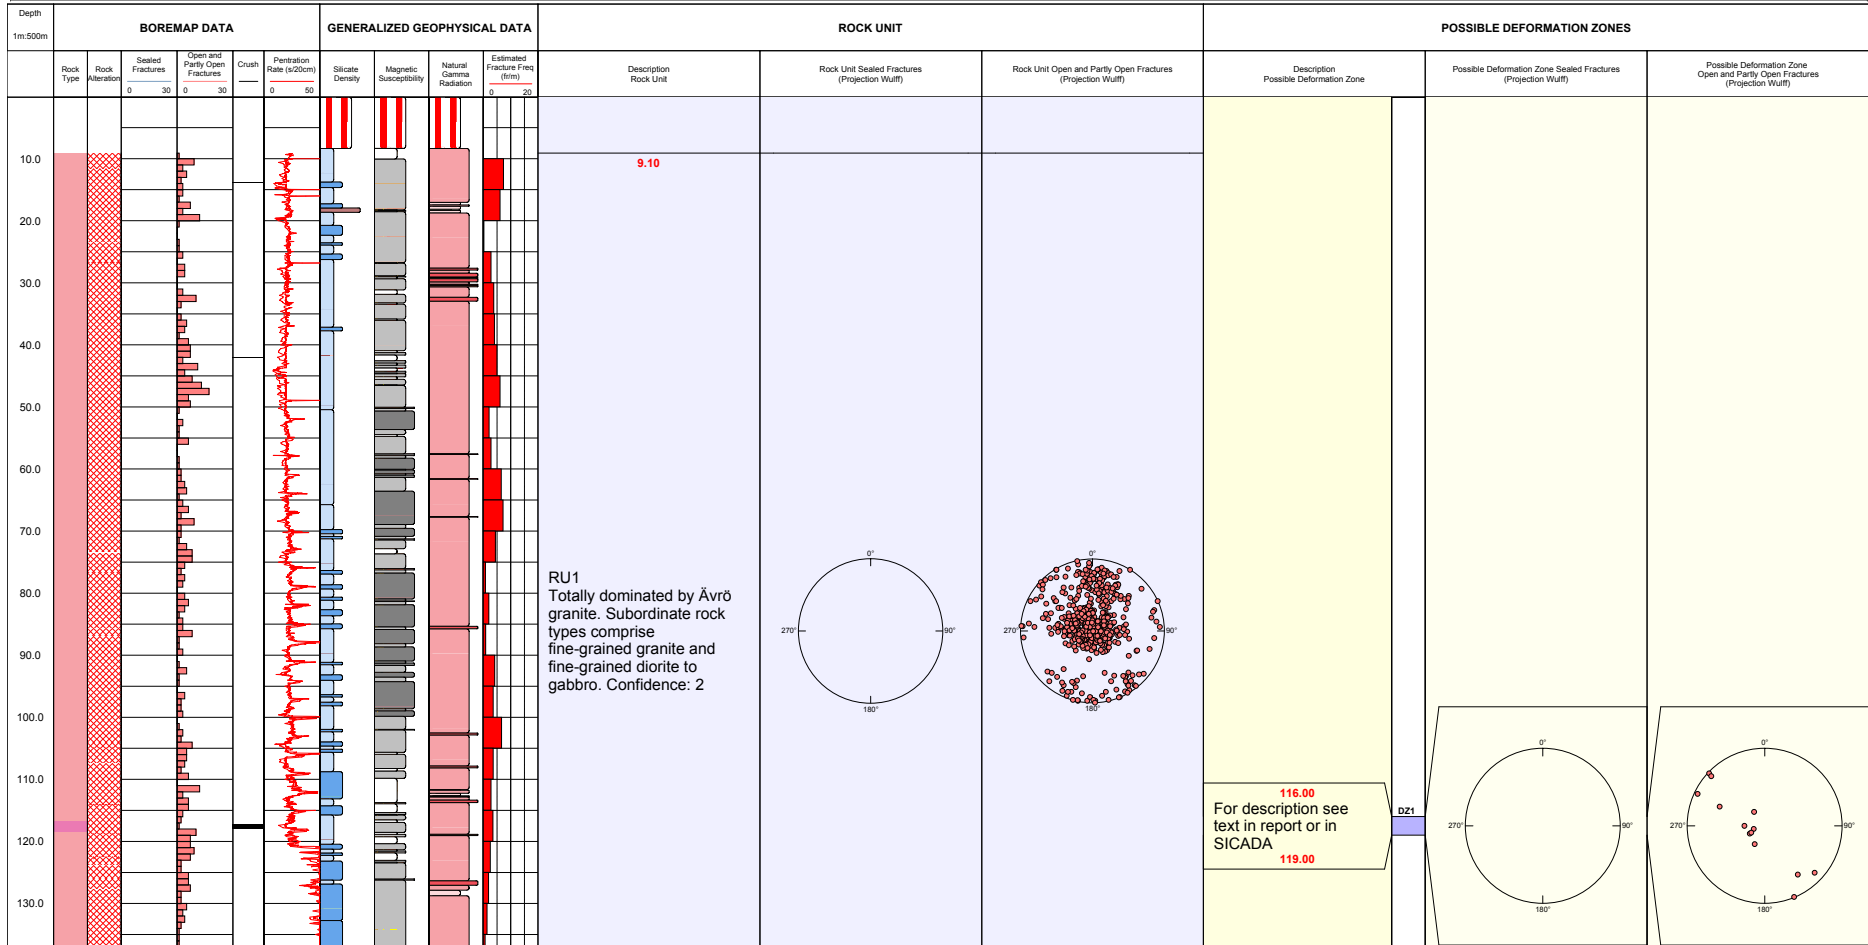 Depth
1m:500m
BOREMAP DATA
GENERALIZED GEOPHYSICAL DATA
ROCK UNIT
POSSIBLE DEFORMATION ZONES
Rock
Type
Rock
Alteration
Sealed
Fractures
0 30
Open and
Partly Open
Fractures
0 30
Crush
Pentration
Rate (s/20cm)
0 50
Silicate
Density
Magnetic
Susceptibility
Natural
Gamma
Radiation
Estimated
Fracture Freq
(fr/m)
0 20
Description
Rock Unit
Rock Unit Sealed Fractures
(Projection Wulff)
Rock Unit Open and Partly Open Fractures
(Projection Wulff)
Description
Possible Deformation Zone
Possible Deformation Zone Sealed Fractures
(Projection Wulff)
Possible Deformation Zone
Open and Partly Open Fractures
(Projection Wulff)
10.0
20.0
30.0
40.0
50.0
60.0
70.0
80.0
90.0
100.0
110.0
120.0
130.0
9.10
RU1
Totally dominated by Ävrö
granite. Subordinate rock
types comprise
fine-grained granite and
fine-grained diorite to
gabbro. Confidence: 2
0°
270° 90°
180°
0°
270° 90°
180°
116.00
For description see
text in report or in
SICADA
119.00
DZ1
0°
270° 90°
180°
0°
270° 90°
180°